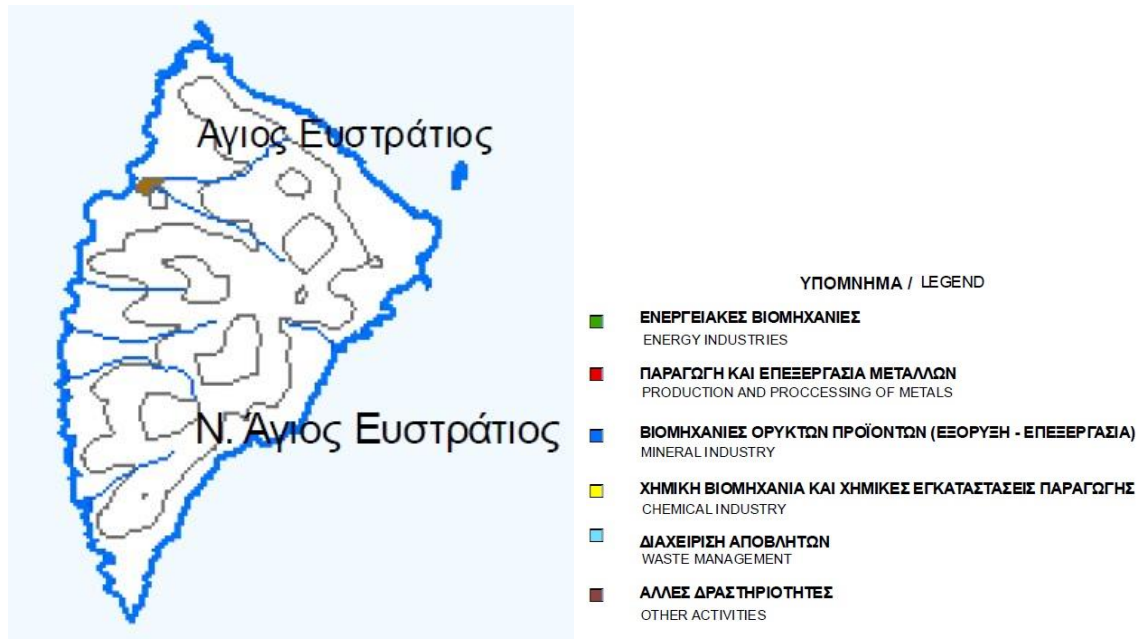 Άγιος Ευστράτιος
Ν. Άγιος Ευστράτιος
ΥΠΟΜΝΗΜΑ / LEGEND
ΕΝΕΡΓΕΙΑΚΕΣ ΒΙΟΜΗΧΑΝΙΕΣ
ENERGY INDUSTRIES
ΠΑΡΑΓΩΓΗ ΚΑΙ ΕΠΕΞΕΡΓΑΣΙΑ ΜΕΤΑΛΛΩΝ
PRODUCTION AND PROCCESSING OF METALS
ΒΙΟΜΗΧΑΝΙΕΣ ΟΡΥΚΤΩΝ ΠΡΟΪΟΝΤΩΝ (ΕΞΟΡΥΞΗ - ΕΠΕΞΕΡΓΑΣΙΑ)
MINERAL INDUSTRY
ΧΗΜΙΚΗ ΒΙΟΜΗΧΑΝΙΑ ΚΑΙ ΧΗΜΙΚΕΣ ΕΓΚΑΤΑΣΤΑΣΕΙΣ ΠΑΡΑΓΩΓΗΣ
CHEMICAL INDUSTRY
ΔΙΑΧΕΙΡΙΣΗ ΑΠΟΒΛΗΤΩΝ
WASTE MANAGEMENT
ΑΛΛΕΣ ΔΡΑΣΤΗΡΙΟΤΗΤΕΣ
OTHER ACTIVITIES